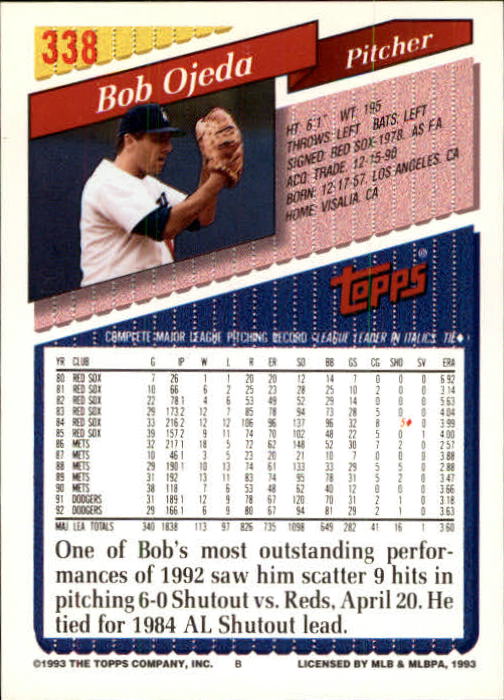 338
Bob Ojeda
Pitcher
HT: 6'1" WT: 195
THROWS: LEFT BATS: LEFT
SIGNED: RED SOX-1978, AS FA
ACQ: TRADE, 12-15-90
BORN: 12-17-57, LOS ANGELES, CA
HOME: VISALIA, CA
TOPPS
®
COMPLETE MAJOR LEAGUE PITCHING RECORD (LEAGUE LEADER IN ITALICS, TIE♦)
YR CLUB G IP W L R ER SO BB GS CG SHO SV ERA
80 RED SOX 7 26 1 1 20 20 12 14 7 0 0 0 6.92
81 RED SOX 10 66 6 2 25 23 28 25 10 2 0 0 3.14
82 RED SOX 22 78.1 4 6 53 49 52 29 14 0 0 0 5.63
83 RED SOX 29 173.2 12 7 85 78 94 73 28 5 0 0 4.04
84 RED SOX 33 216.2 12 12 106 96 137 96 32 8 5♦ 0 3.99
85 RED SOX 39 157.2 9 11 74 70 102 48 22 5 0 1 4.00
86 METS 32 217.1 18 5 72 62 148 52 30 7 2 0 2.57
87 METS 10 46.1 3 5 23 20 21 10 7 0 0 0 3.88
88 METS 29 190.1 10 13 74 61 133 33 29 5 5 0 2.88
89 METS 31 192 13 11 83 74 95 78 31 5 2 0 3.47
90 METS 38 118 7 6 53 48 62 40 12 0 0 0 3.66
91 DODGERS 31 189.1 12 9 78 67 120 70 31 2 1 0 3.18
92 DODGERS 29 166.1 6 9 80 67 94 81 29 2 1 0 3.63
MAJ. LEA. TOTALS 340 1838 113 97 826 735 1098 649 282 41 16 1 3.60
One of Bob's most outstanding perfor-
mances of 1992 saw him scatter 9 hits in
pitching 6-0 Shutout vs. Reds, April 20. He
tied for 1984 AL Shutout lead.
©1993 THE TOPPS COMPANY, INC. B LICENSED BY MLB & MLBPA, 1993